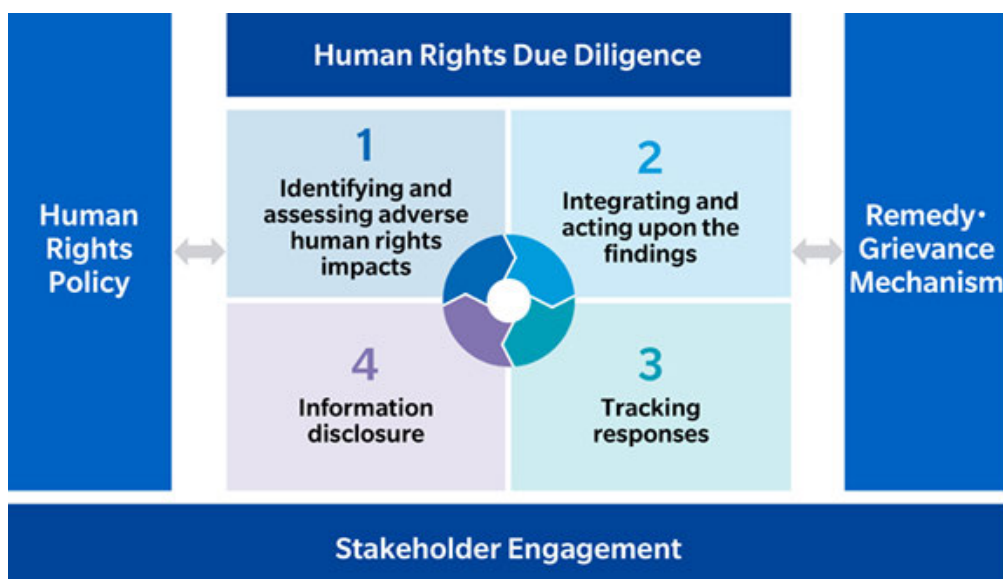 Human Rights Due Diligence
Human
Rights
Policy
1
Identifying and
assessing adverse
human rights
impacts
2
Integrating and
acting upon the
findings
4
Information
disclosure
3
Tracking
responses
Remedy・
Grievance
Mechanism
Stakeholder Engagement